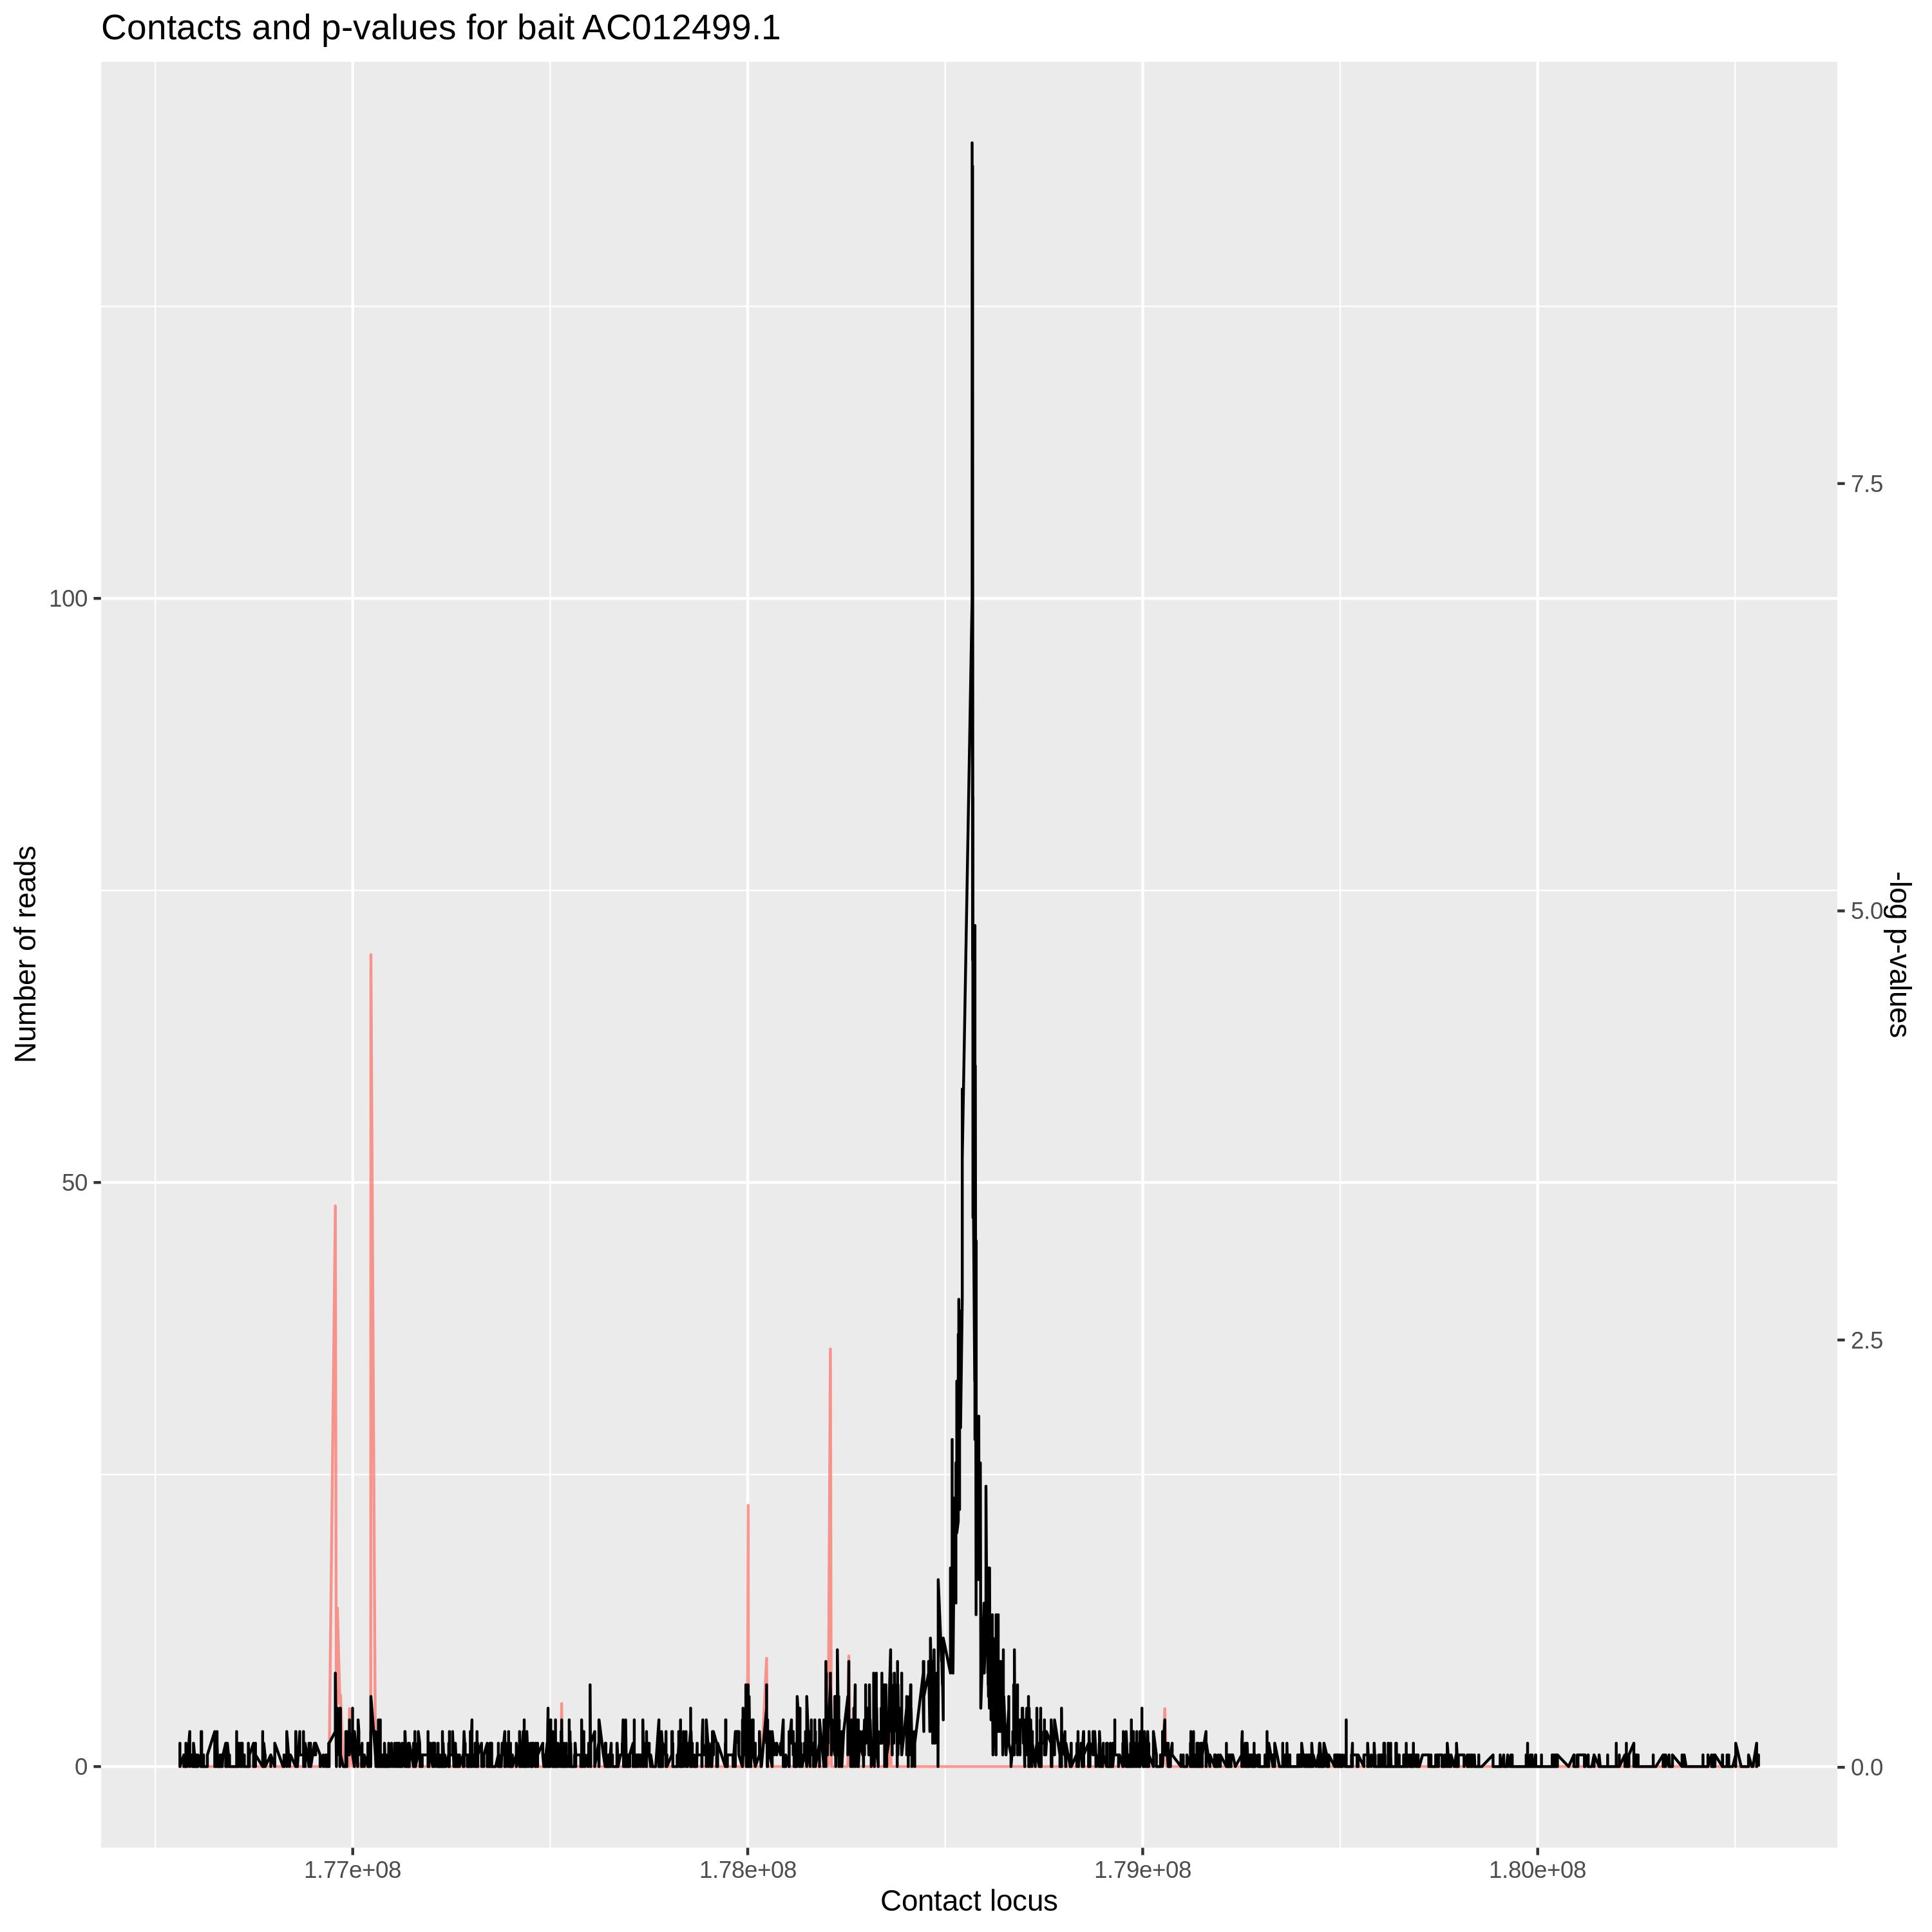 Contacts and p-values for bait AC012499.1
Number of reads
100
50
0
7.5
5.0
2.5
0.0
-log p-values
1.77e+08
1.78e+08
1.79e+08
1.80e+08
Contact locus